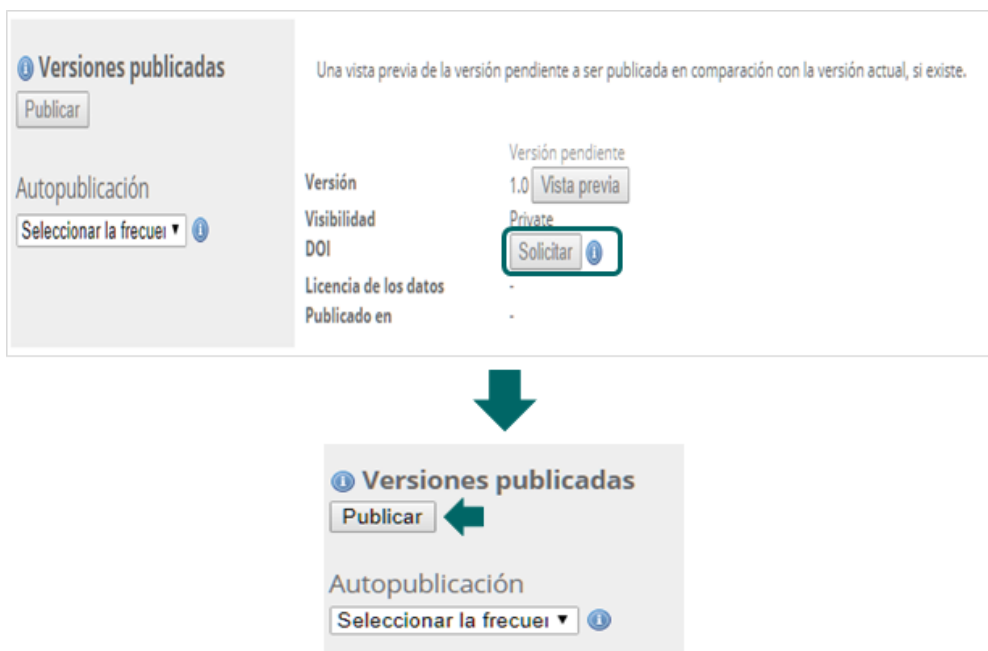 Versiones publicadas
Publicar
Autopublicación
Seleccionar la frecuer
Una vista previa de la versión pendiente a ser publicada en comparación con la versión actual, si existe.
Versión pendiente
Versión 1.0 Vista previa
Visibilidad Private
DOI Solicitar
Licencia de los datos -
Publicado en -
Versiones publicadas
Publicar
Autopublicación
Seleccionar la frecuer